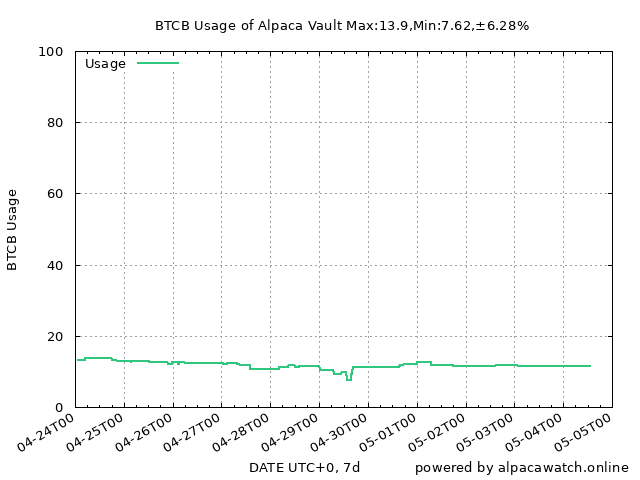 BTCB Usage of Alpaca Vault Max:13.9,Min:7.62,±6.28%
Usage
100
80
60
40
20
0
BTCB Usage
04-24T00
04-25T00
04-26T00
04-27T00
04-28T00
04-29T00
04-30T00
05-01T00
05-02T00
05-03T00
05-04T00
05-05T00
DATE UTC+0, 7d
powered by alpacawatch.online